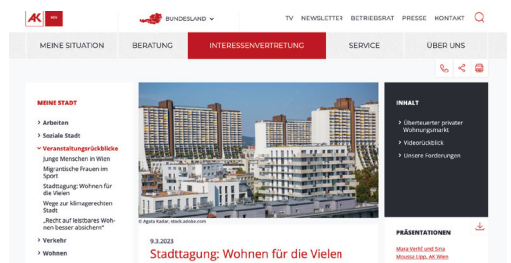 AK WIEN
BUNDESLAND
TV NEWSLETTER BETRIEBSRAT PRESSE KONTAKT
MEINE SITUATION BERATUNG INTERESSENVERTRETUNG SERVICE ÜBER UNS
MEINE STADT
Arbeiten
Soziale Stadt
Veranstaltungsrückblicke
Junge Menschen in Wien
Migrantische Frauen im
Sport
Stadttagung: Wohnen für
die Vielen
Wege zur klimagerechten
Stadt
„Recht auf leistbares Woh-
nen besser absichern"
Verkehr
Wohnen
© Agata Kadar, stock.adobe.com
9.3.2023
Stadttagung: Wohnen für die Vielen
INHALT
Überteuerter privater
Wohnungsmarkt
Videorückblick
Unsere Forderungen
PRÄSENTATIONEN
Mara Verlič und Sina
Moussa Lipp, AK Wien